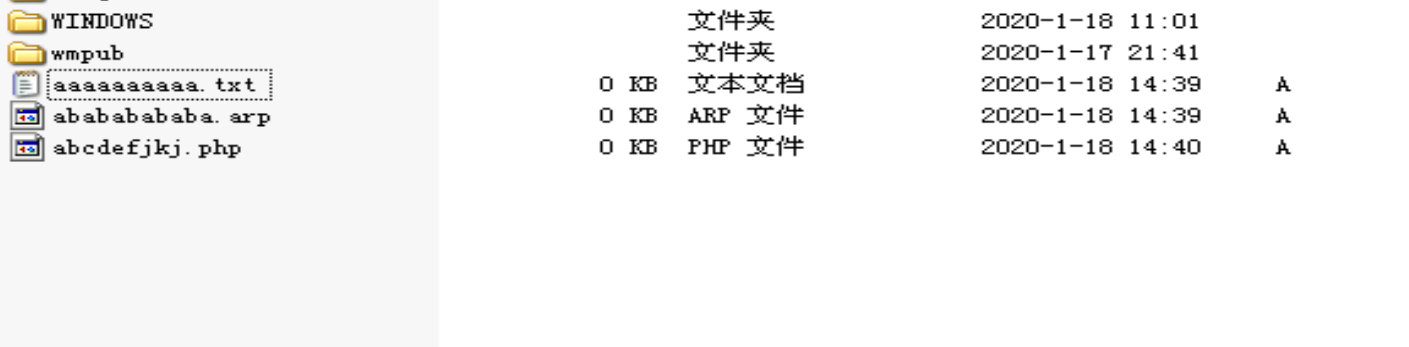 WINDOWS 文件夹 2020-1-18 11:01
wmpub 文件夹 2020-1-17 21:41
aaaaaaaaaa.txt 0 KB 文本文档 2020-1-18 14:39 A
ababababababa.arp 0 KB ARP 文件 2020-1-18 14:39 A
abcdefjkj.php 0 KB PHP 文件 2020-1-18 14:40 A